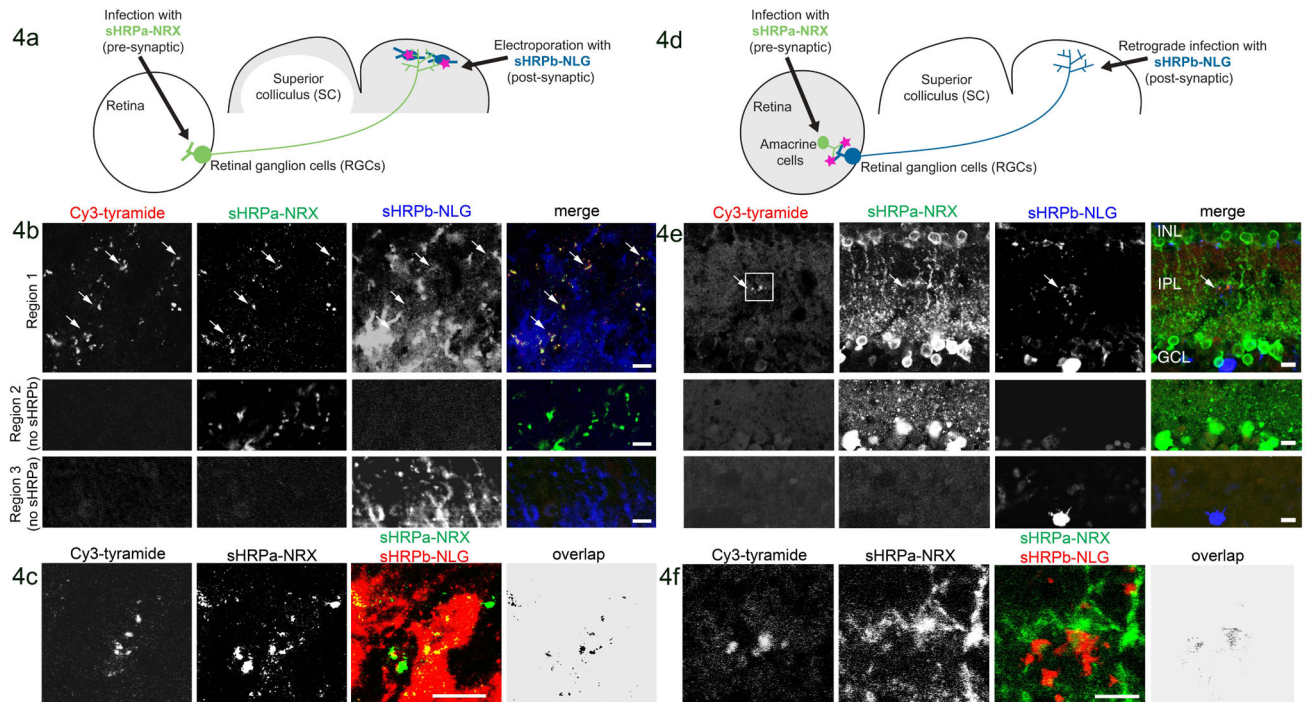 4a
Infection with
sHRPa-NRX
(pre-synaptic)
Retina
Superior
colliculus (SC)
Electroporation with
sHRPb-NLG
(post-synaptic)
Retinal ganglion cells (RGCs)
4d
Infection with
sHRPa-NRX
(pre-synaptic)
Retina
Amacrine
cells
Superior
colliculus (SC)
Retrograde infection with
sHRPb-NLG
(post-synaptic)
Retinal ganglion cells (RGCs)
4b
Cy3-tyramide sHRPa-NRX sHRPb-NLG merge
Region 1
Region 2
(no sHRPb)
Region 3
(no sHRPa)
4e
Cy3-tyramide sHRPa-NRX sHRPb-NLG merge
INL
IPL
GCL
4c
Cy3-tyramide sHRPa-NRX sHRPa-NRX overlap
sHRPb-NLG
4f
Cy3-tyramide sHRPa-NRX sHRPa-NRX overlap
sHRPb-NLG